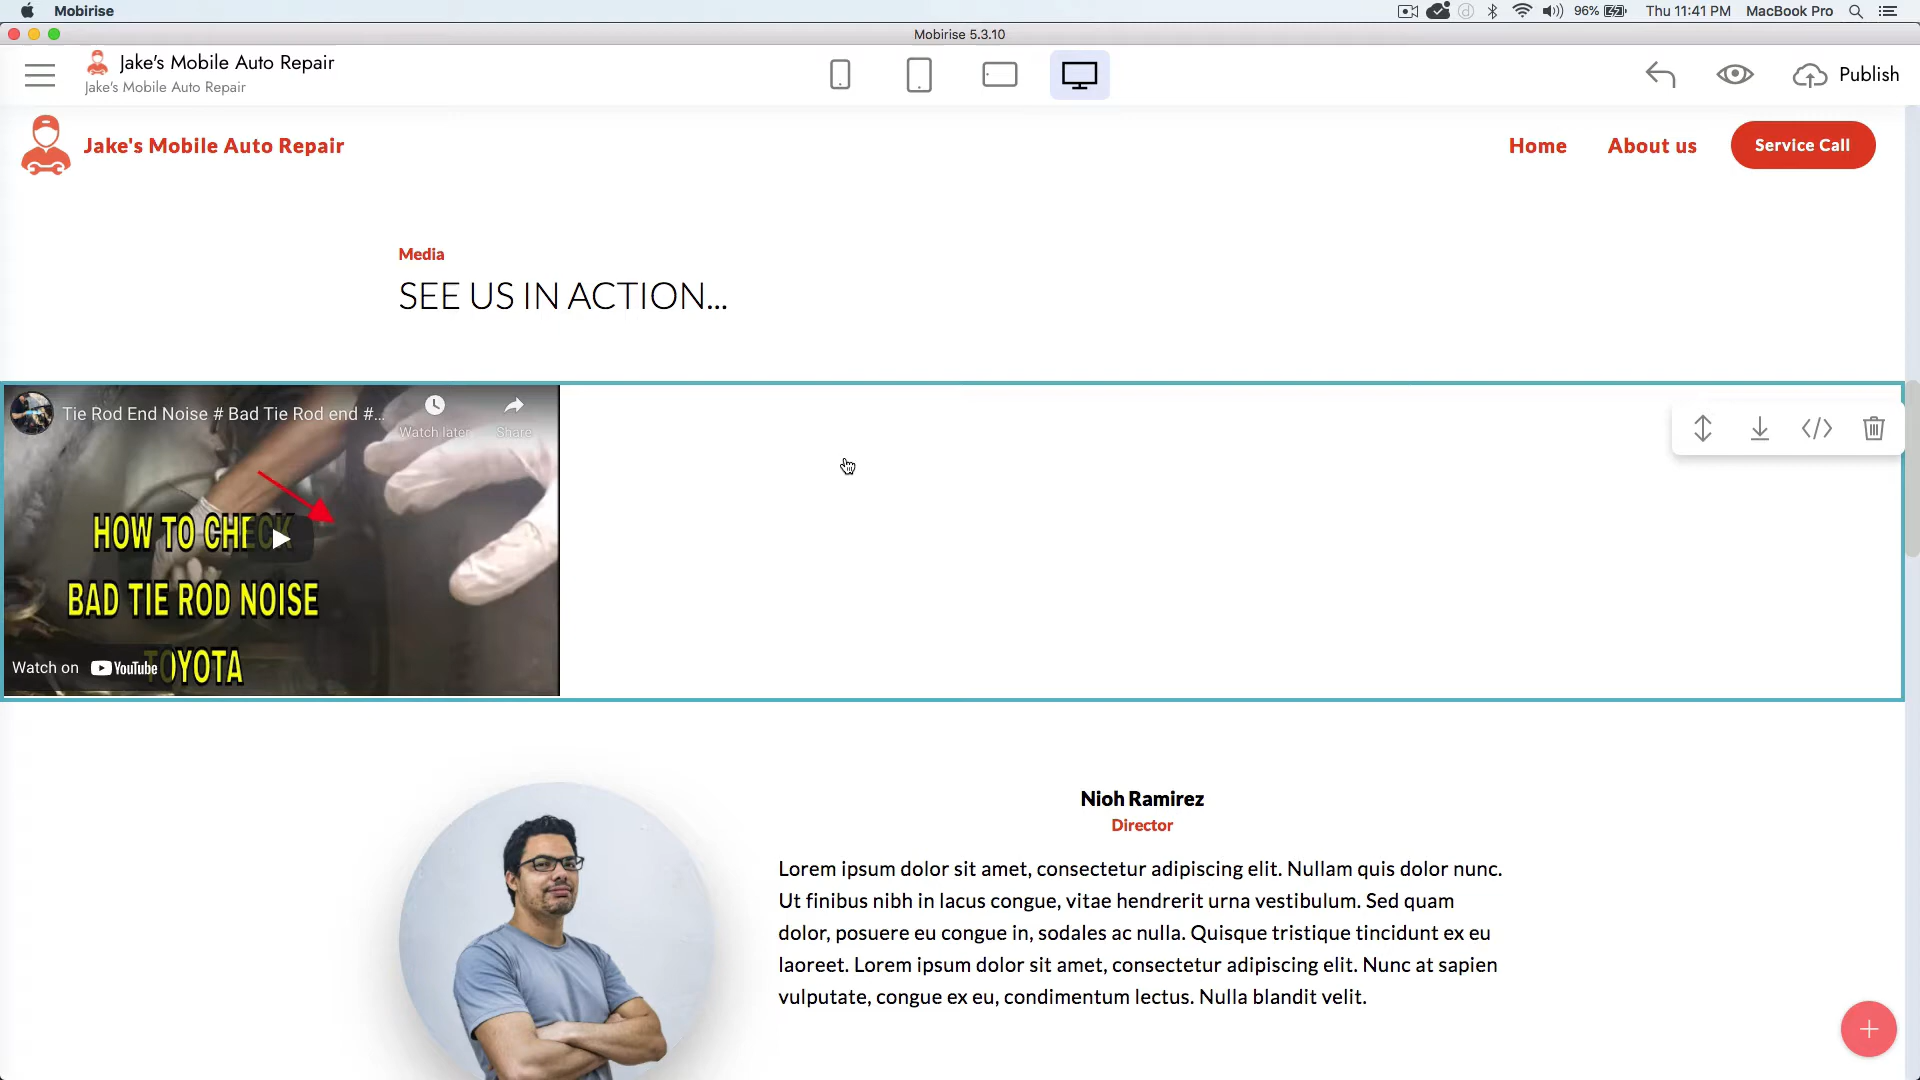 Mobirise
96%
Thu 11:41 PM
MacBook Pro
Mobirise 5.3.10
Jake's Mobile Auto Repair
Jake's Mobile Auto Repair
Publish
Jake's Mobile Auto Repair
Home
About us
Service Call
Media
SEE US IN ACTION...
Tie Rod End Noise # Bad Tie Rod end #...
Watch later
Share
HOW TO CHECK
BAD TIE ROD NOISE
TOYOTA
Watch on YouTube
Nioh Ramirez
Director
Lorem ipsum dolor sit amet, consectetur adipiscing elit. Nullam quis dolor nunc.
Ut finibus nibh in lacus congue, vitae hendrerit urna vestibulum. Sed quam
dolor, posuere eu congue in, sodales ac nulla. Quisque tristique tincidunt ex eu
laoreet. Lorem ipsum dolor sit amet, consectetur adipiscing elit. Nunc at sapien
vulputate, congue ex eu, condimentum lectus. Nulla blandit velit.